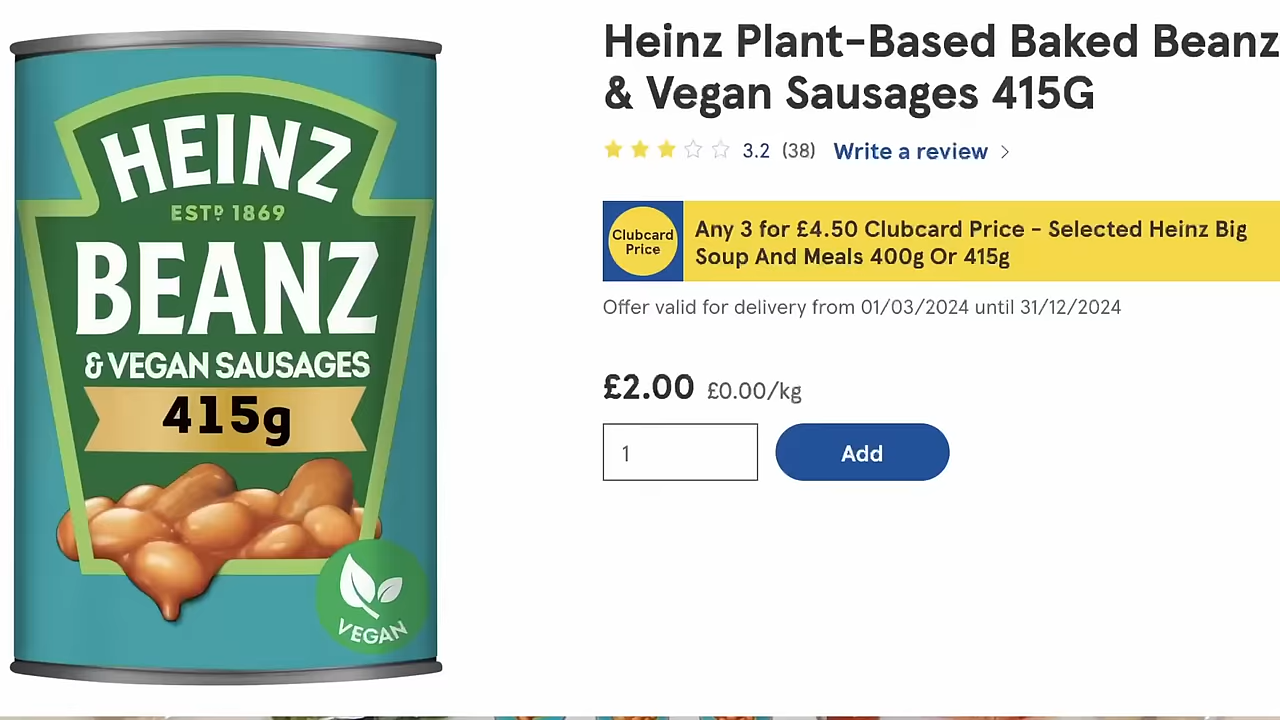 HEINZ
ESTD 1869
BEANZ
& VEGAN SAUSAGES
415g
VEGAN
Heinz Plant-Based Baked Beanz
& Vegan Sausages 415G
3.2 (38) Write a review
Clubcard
Price
Any 3 for £4.50 Clubcard Price - Selected Heinz Big
Soup And Meals 400g Or 415g
Offer valid for delivery from 01/03/2024 until 31/12/2024
£2.00 £0.00/kg
1
Add